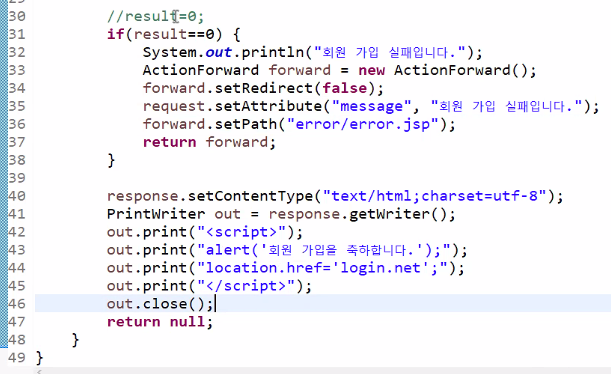 30 //result=0;
31 if(result==0) {
32 System.out.println("회원 가입 실패입니다.");
33 ActionForward forward = new ActionForward();
34 forward.setRedirect(false);
35 request.setAttribute("message", "회원 가입 실패입니다.");
36 forward.setPath("error/error.jsp");
37 return forward;
38 }
39
40 response.setContentType("text/html;charset=utf-8");
41 PrintWriter out = response.getWriter();
42 out.print("<script>");
43 out.print("alert('회원 가입을 축하합니다.');");
44 out.print("location.href='login.net';");
45 out.print("</script>");
46 out.close();
47 return null;
48 }
49 }